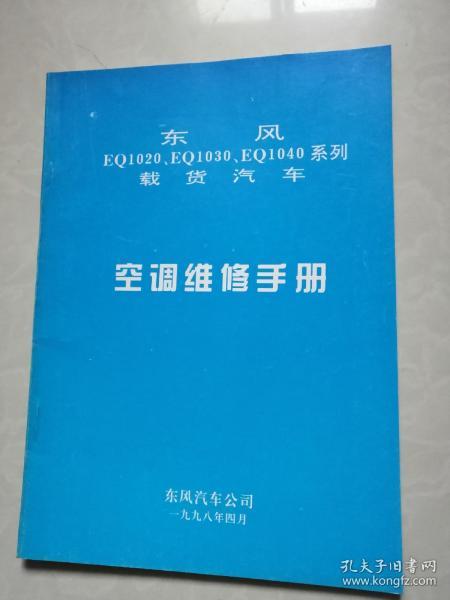 东风
EQ1020、EQ1030、EQ1040系列
载货汽车
空调维修手册
东风汽车公司
一九九八年四月
孔夫子旧书网
www.kongfz.com